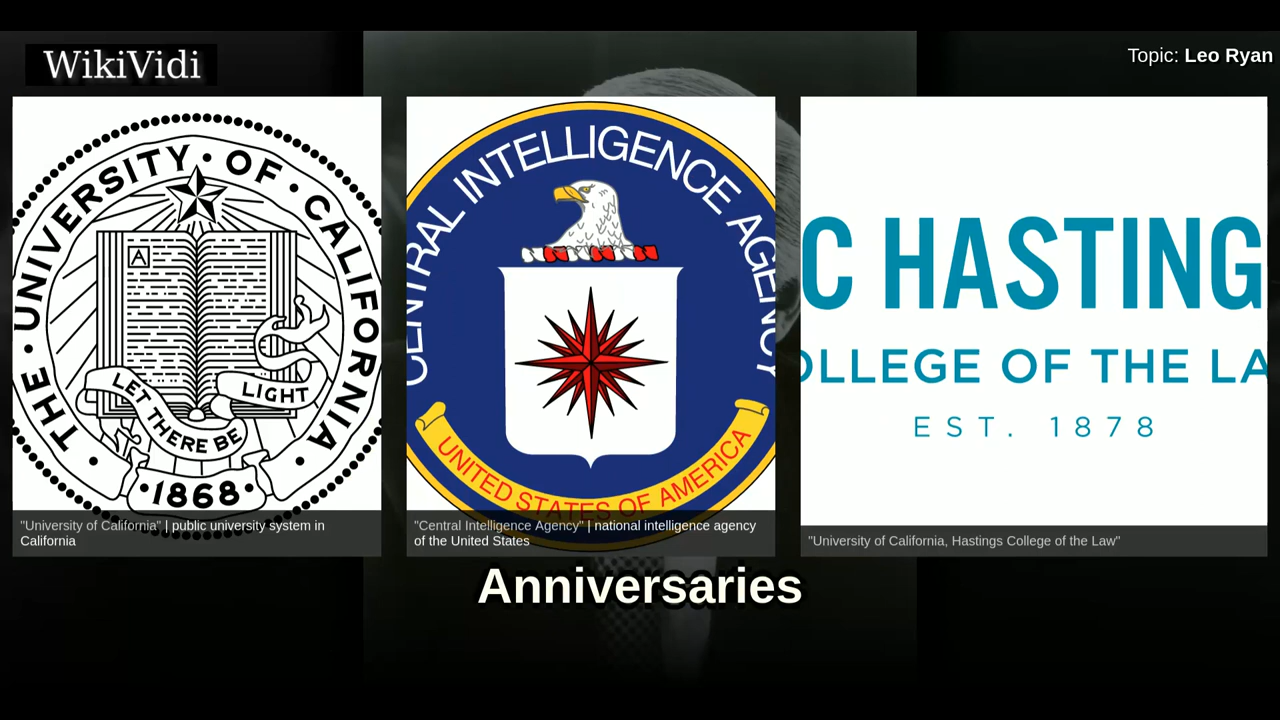 WikiVidi
Topic: Leo Ryan
THE · UNIVERSITY · OF · CALIFORNIA ·
A
LET THERE BE
LIGHT
·1868·
"University of California" | public university system in
California
CENTRAL INTELLIGENCE AGENCY
UNITED STATES OF AMERICA
"Central Intelligence Agency" | national intelligence agency
of the United States
C HASTING
OLLEGE OF THE LA
EST. 1878
"University of California, Hastings College of the Law"
Anniversaries